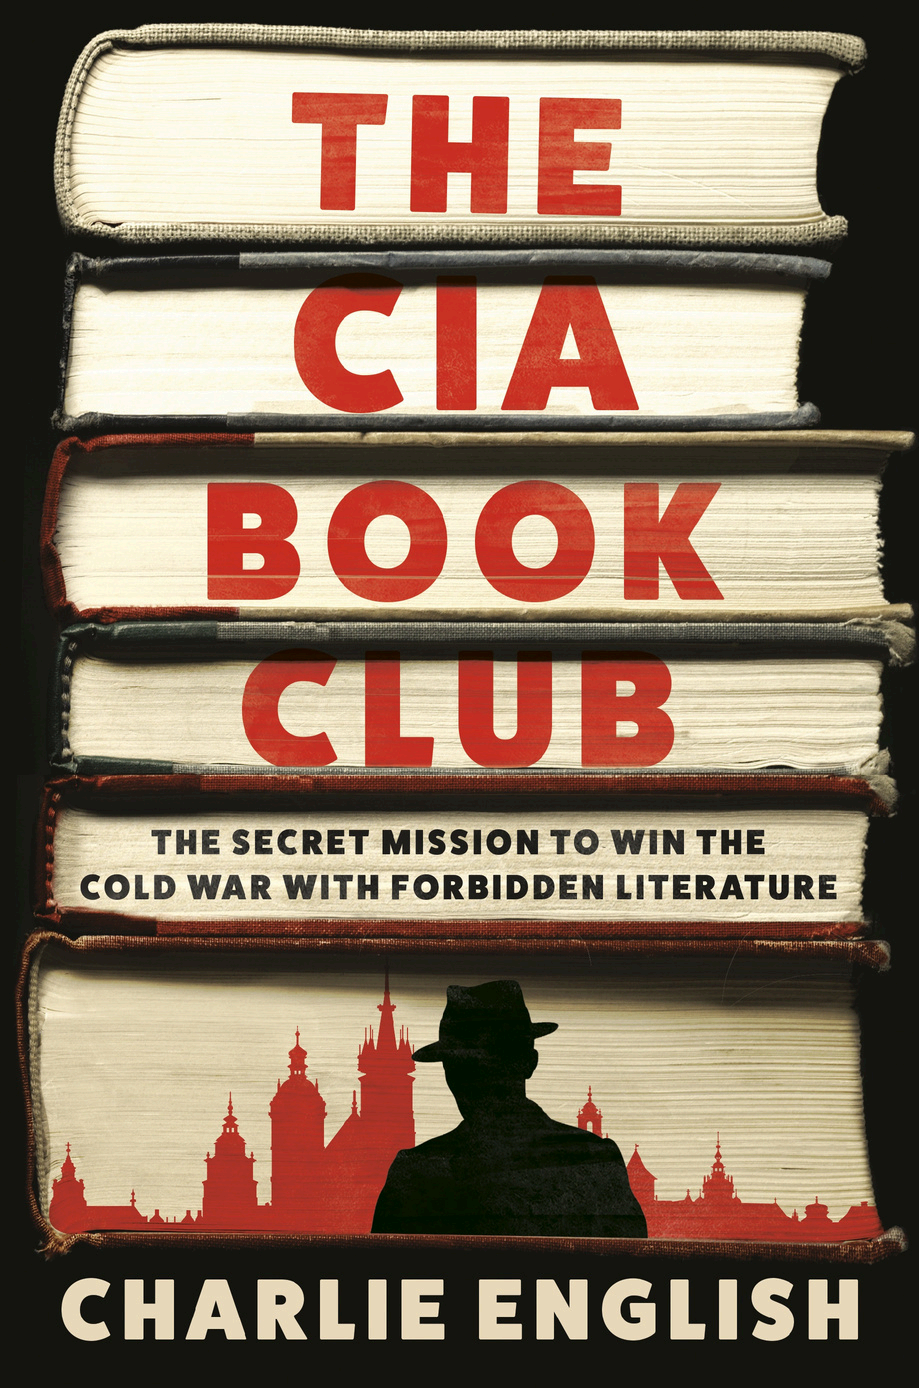 THE
CIA
BOOK
CLUB
THE SECRET MISSION TO WIN THE
COLD WAR WITH FORBIDDEN LITERATURE
CHARLIE ENGLISH